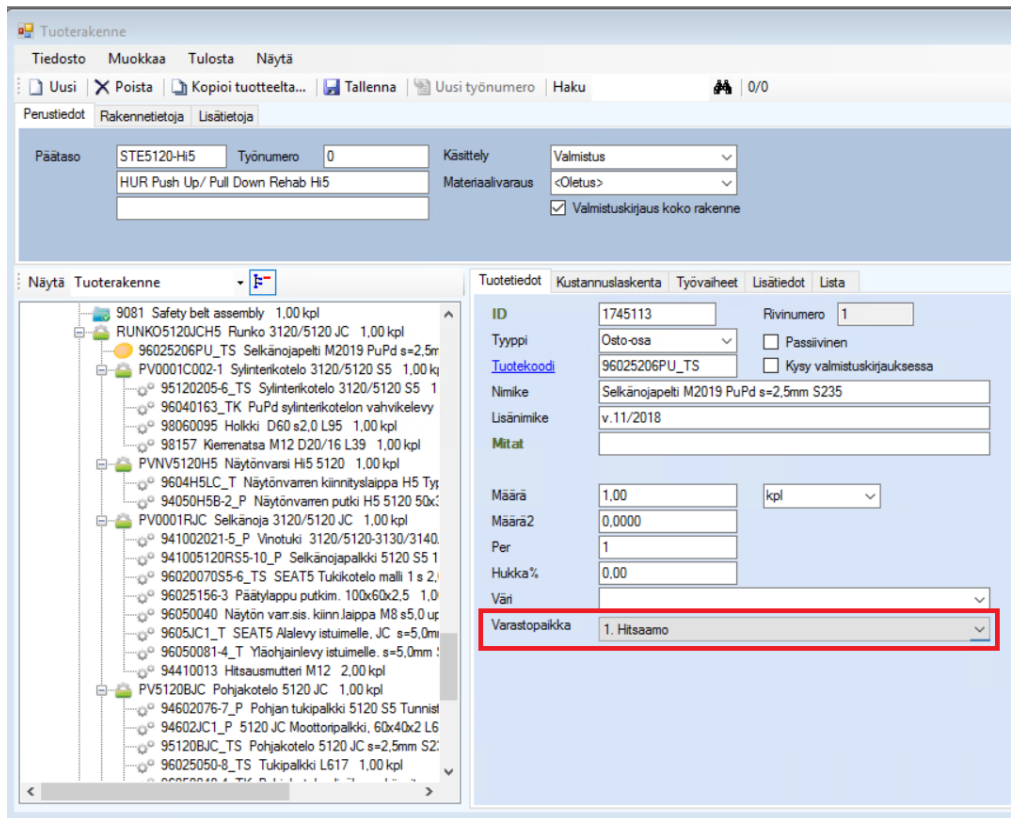 Tuoterakenne
Tiedosto Muokkaa Tulosta Näytä
Uusi Poista Kopioi tuotteelta... Tallenna Uusi työnumero Haku 0/0
Perustiedot Rakennetietoja Lisätietoja
Päätaso STE5120-Hi5 Työnumero 0 Käsittely Valmistus
HUR Push Up/ Pull Down Rehab Hi5 Materiaalivaraus <Oletus>
Valmistuskirjaus koko rakenne
Näytä Tuoterakenne
9081 Safety belt assembly 1,00 kpl
RUNKO5120JCH5 Runko 3120/5120 JC 1,00 kpl
96025206PU_TS Selkänojapelti M2019 PuPd s=2,5m
PV0001C002-1 Sylinterikotelo 3120/5120 S5 1,00 k
95120205-6_TS Sylinterikotelo 3120/5120 S5 1
96040163_TK PuPd sylinterikotelon vahvikelevy
98060095 Holkki D60 s2,0 L95 1,00 kpl
98157 Kierrenatsa M12 D20/16 L39 1,00 kpl
PVNV5120H5 Näytönvarsi Hi5 5120 1,00 kpl
9604H5LC_T Näytönvarren kiinnityslaippa H5 Typ
94050H5B-2_P Näytönvarren putki H5 5120 50x
PV0001RJC Selkänoja 3120/5120 JC 1,00 kpl
941002021-5_P Vinotuki 3120/5120-3130/3140.
941005120RS5-10_P Selkänojapalkki 5120 S5 1
96020070S5-6_TS SEAT5 Tukikotelo malli 1 s 2,
96025156-3 Päätylappu putkim. 100x60x2,5 1,0
96050040 Näytön varr.sis. kiinn.laippa M8 s5,0 up
9605JC1_T SEAT5 Alalevy istuimelle, JC s=5,0m
96050081-4_T Yläohjainlevy istuimelle. s=5,0mm
94410013 Hitsausmutteri M12 2,00 kpl
PV5120BJC Pohjakotelo 5120 JC 1,00 kpl
94602076-7_P Pohjan tukipalkki 5120 S5 Tunnist
94602JC1_P 5120 JC Moottoripalkki, 60x40x2 L6
95120BJC_TS Pohjakotelo 5120 JC s=2,5mm S2
96025050-8_TS Tukipalkki L617 1,00 kpl
Tuotetiedot Kustannuslaskenta Työvaiheet Lisätiedot Lista
ID 1745113 Rivinumero 1
Tyyppi Osto-osa Passiivinen
Tuotekoodi 96025206PU_TS Kysy valmistuskirjauksessa
Nimike Selkänojapelti M2019 PuPd s=2,5mm S235
Lisänimike v.11/2018
Mitat
Määrä 1,00 kpl
Määrä2 0,0000
Per 1
Hukka% 0,00
Väri
Varastopaikka 1. Hitsaamo